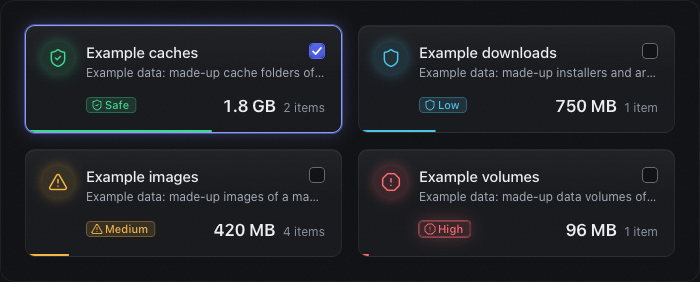 Example caches
Example data: made-up cache folders of…
Safe
1.8 GB 2 items
Example downloads
Example data: made-up installers and ar…
Low
750 MB 1 item
Example images
Example data: made-up images of a ma…
Medium
420 MB 4 items
Example volumes
Example data: made-up data volumes of…
High
96 MB 1 item